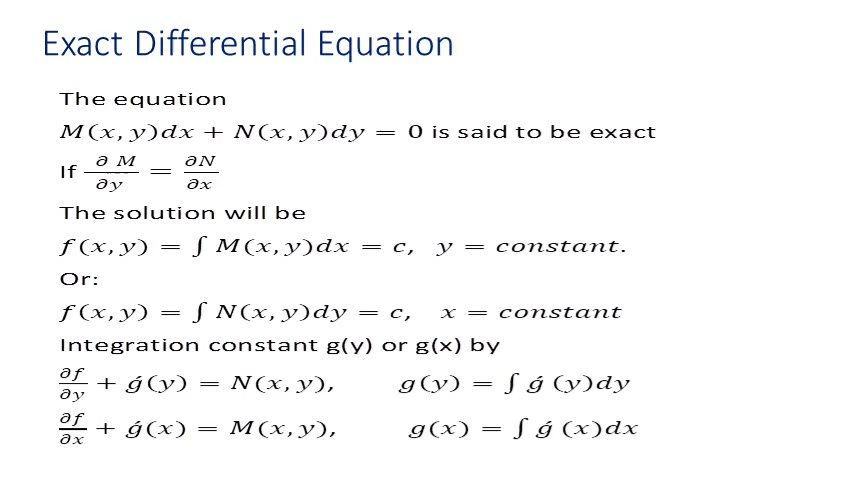 Exact Differential Equation
The equation
M(x, y)dx + N(x, y)dy = 0 is said to be exact
If ∂ M/∂y = ∂N/∂x
The solution will be
f(x, y) = ∫ M(x, y)dx = c, y = constant.
Or:
f(x, y) = ∫ N(x, y)dy = c, x = constant
Integration constant g(y) or g(x) by
∂f/∂y + ǵ(y) = N(x, y), g(y) = ∫ ǵ (y)dy
∂f/∂x + ǵ(x) = M(x, y), g(x) = ∫ ǵ (x)dx